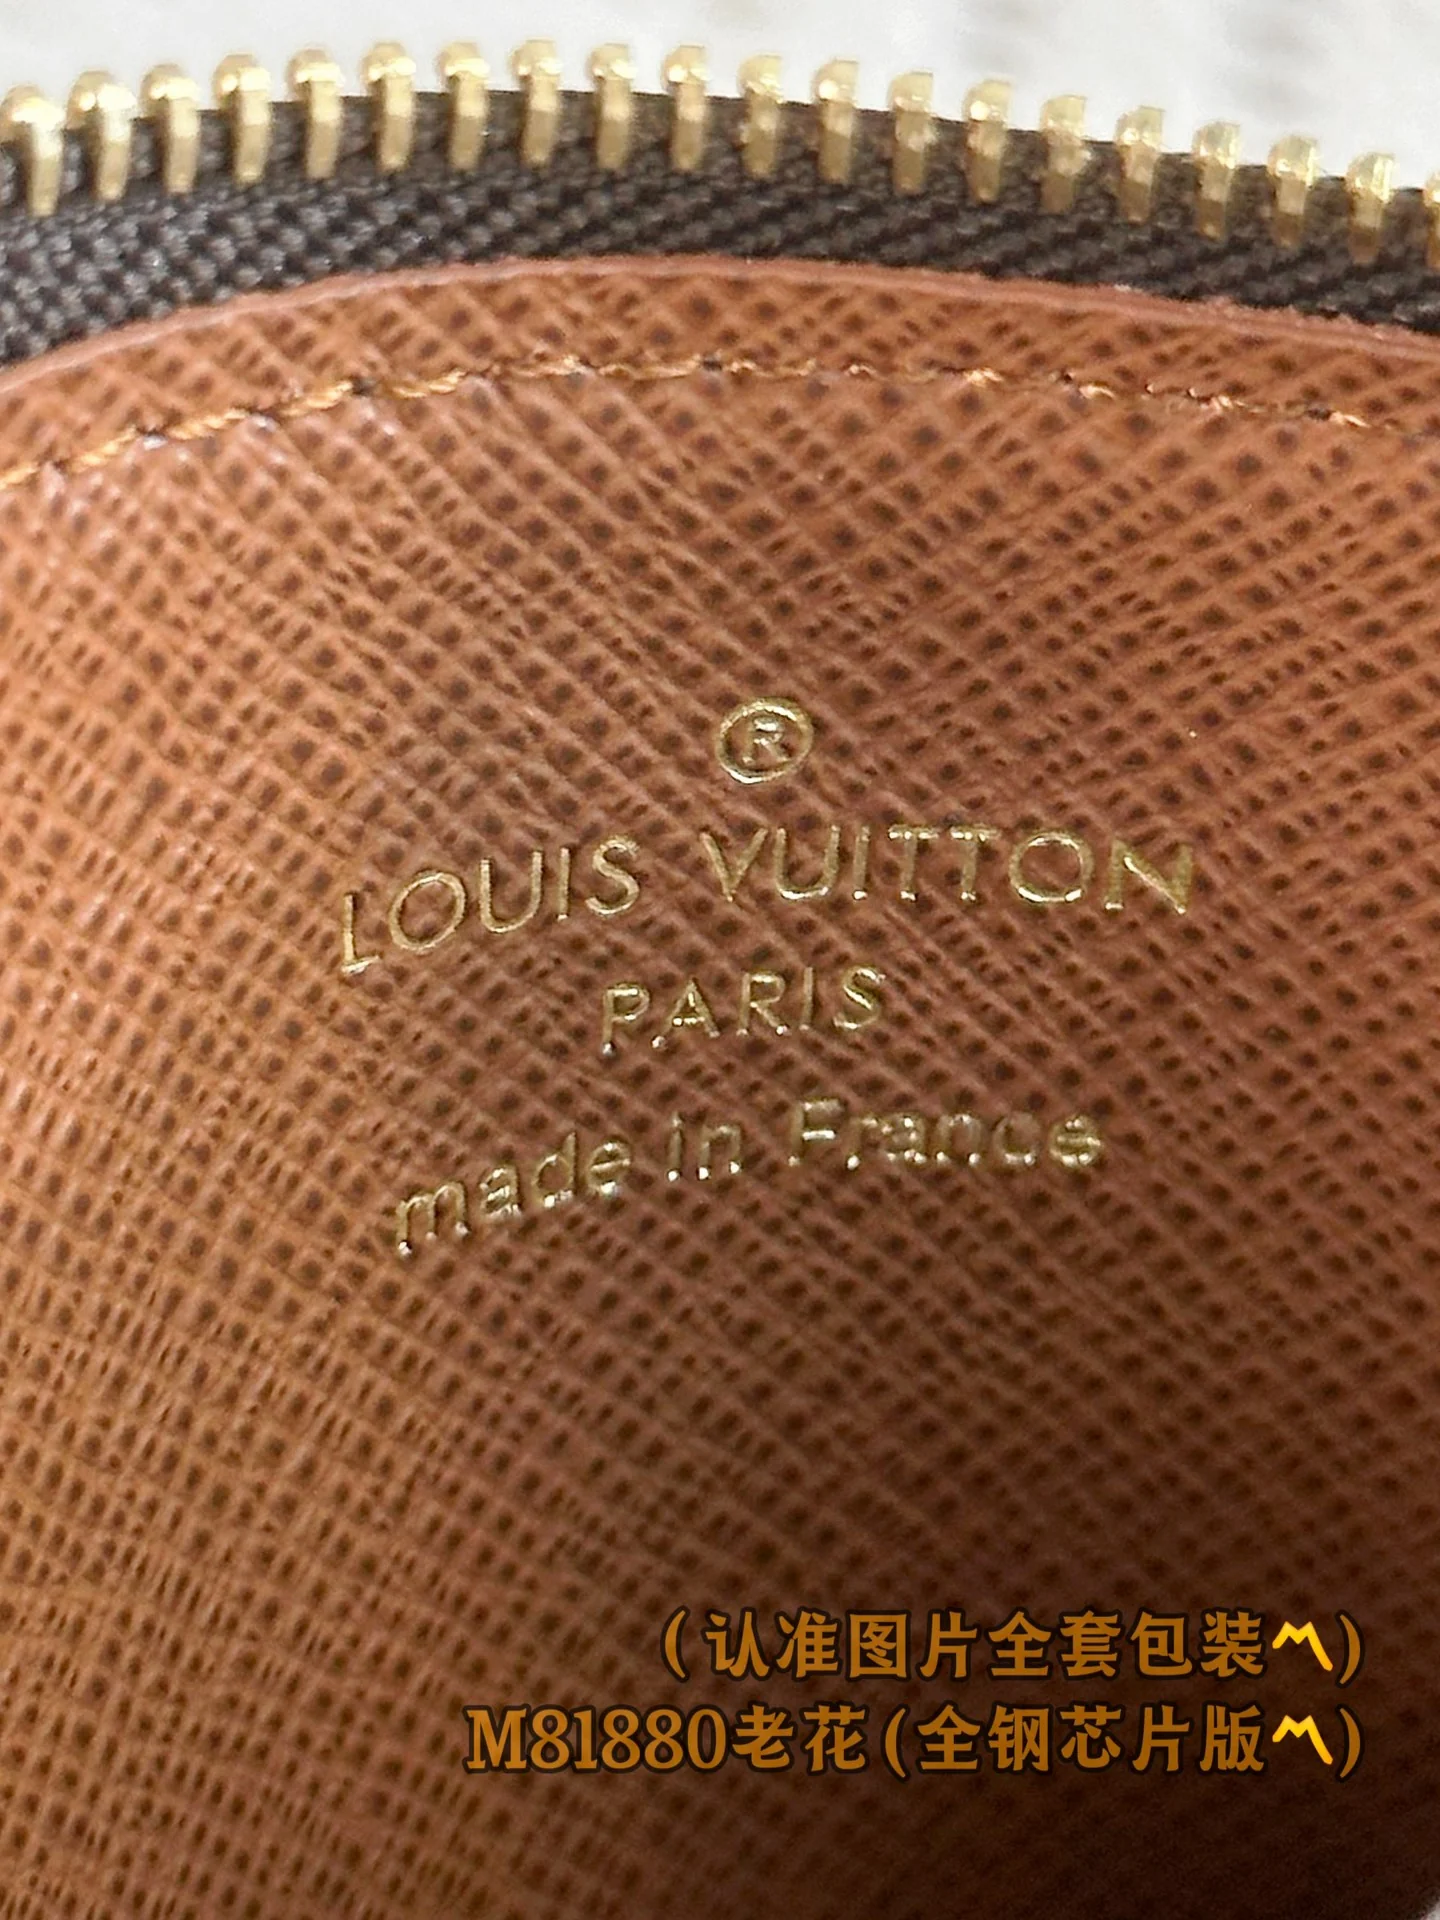 ®
LOUIS VUITTON
PARIS
made in France
(认准图片全套包装〽)
M81880老花(全钢芯片版〽)